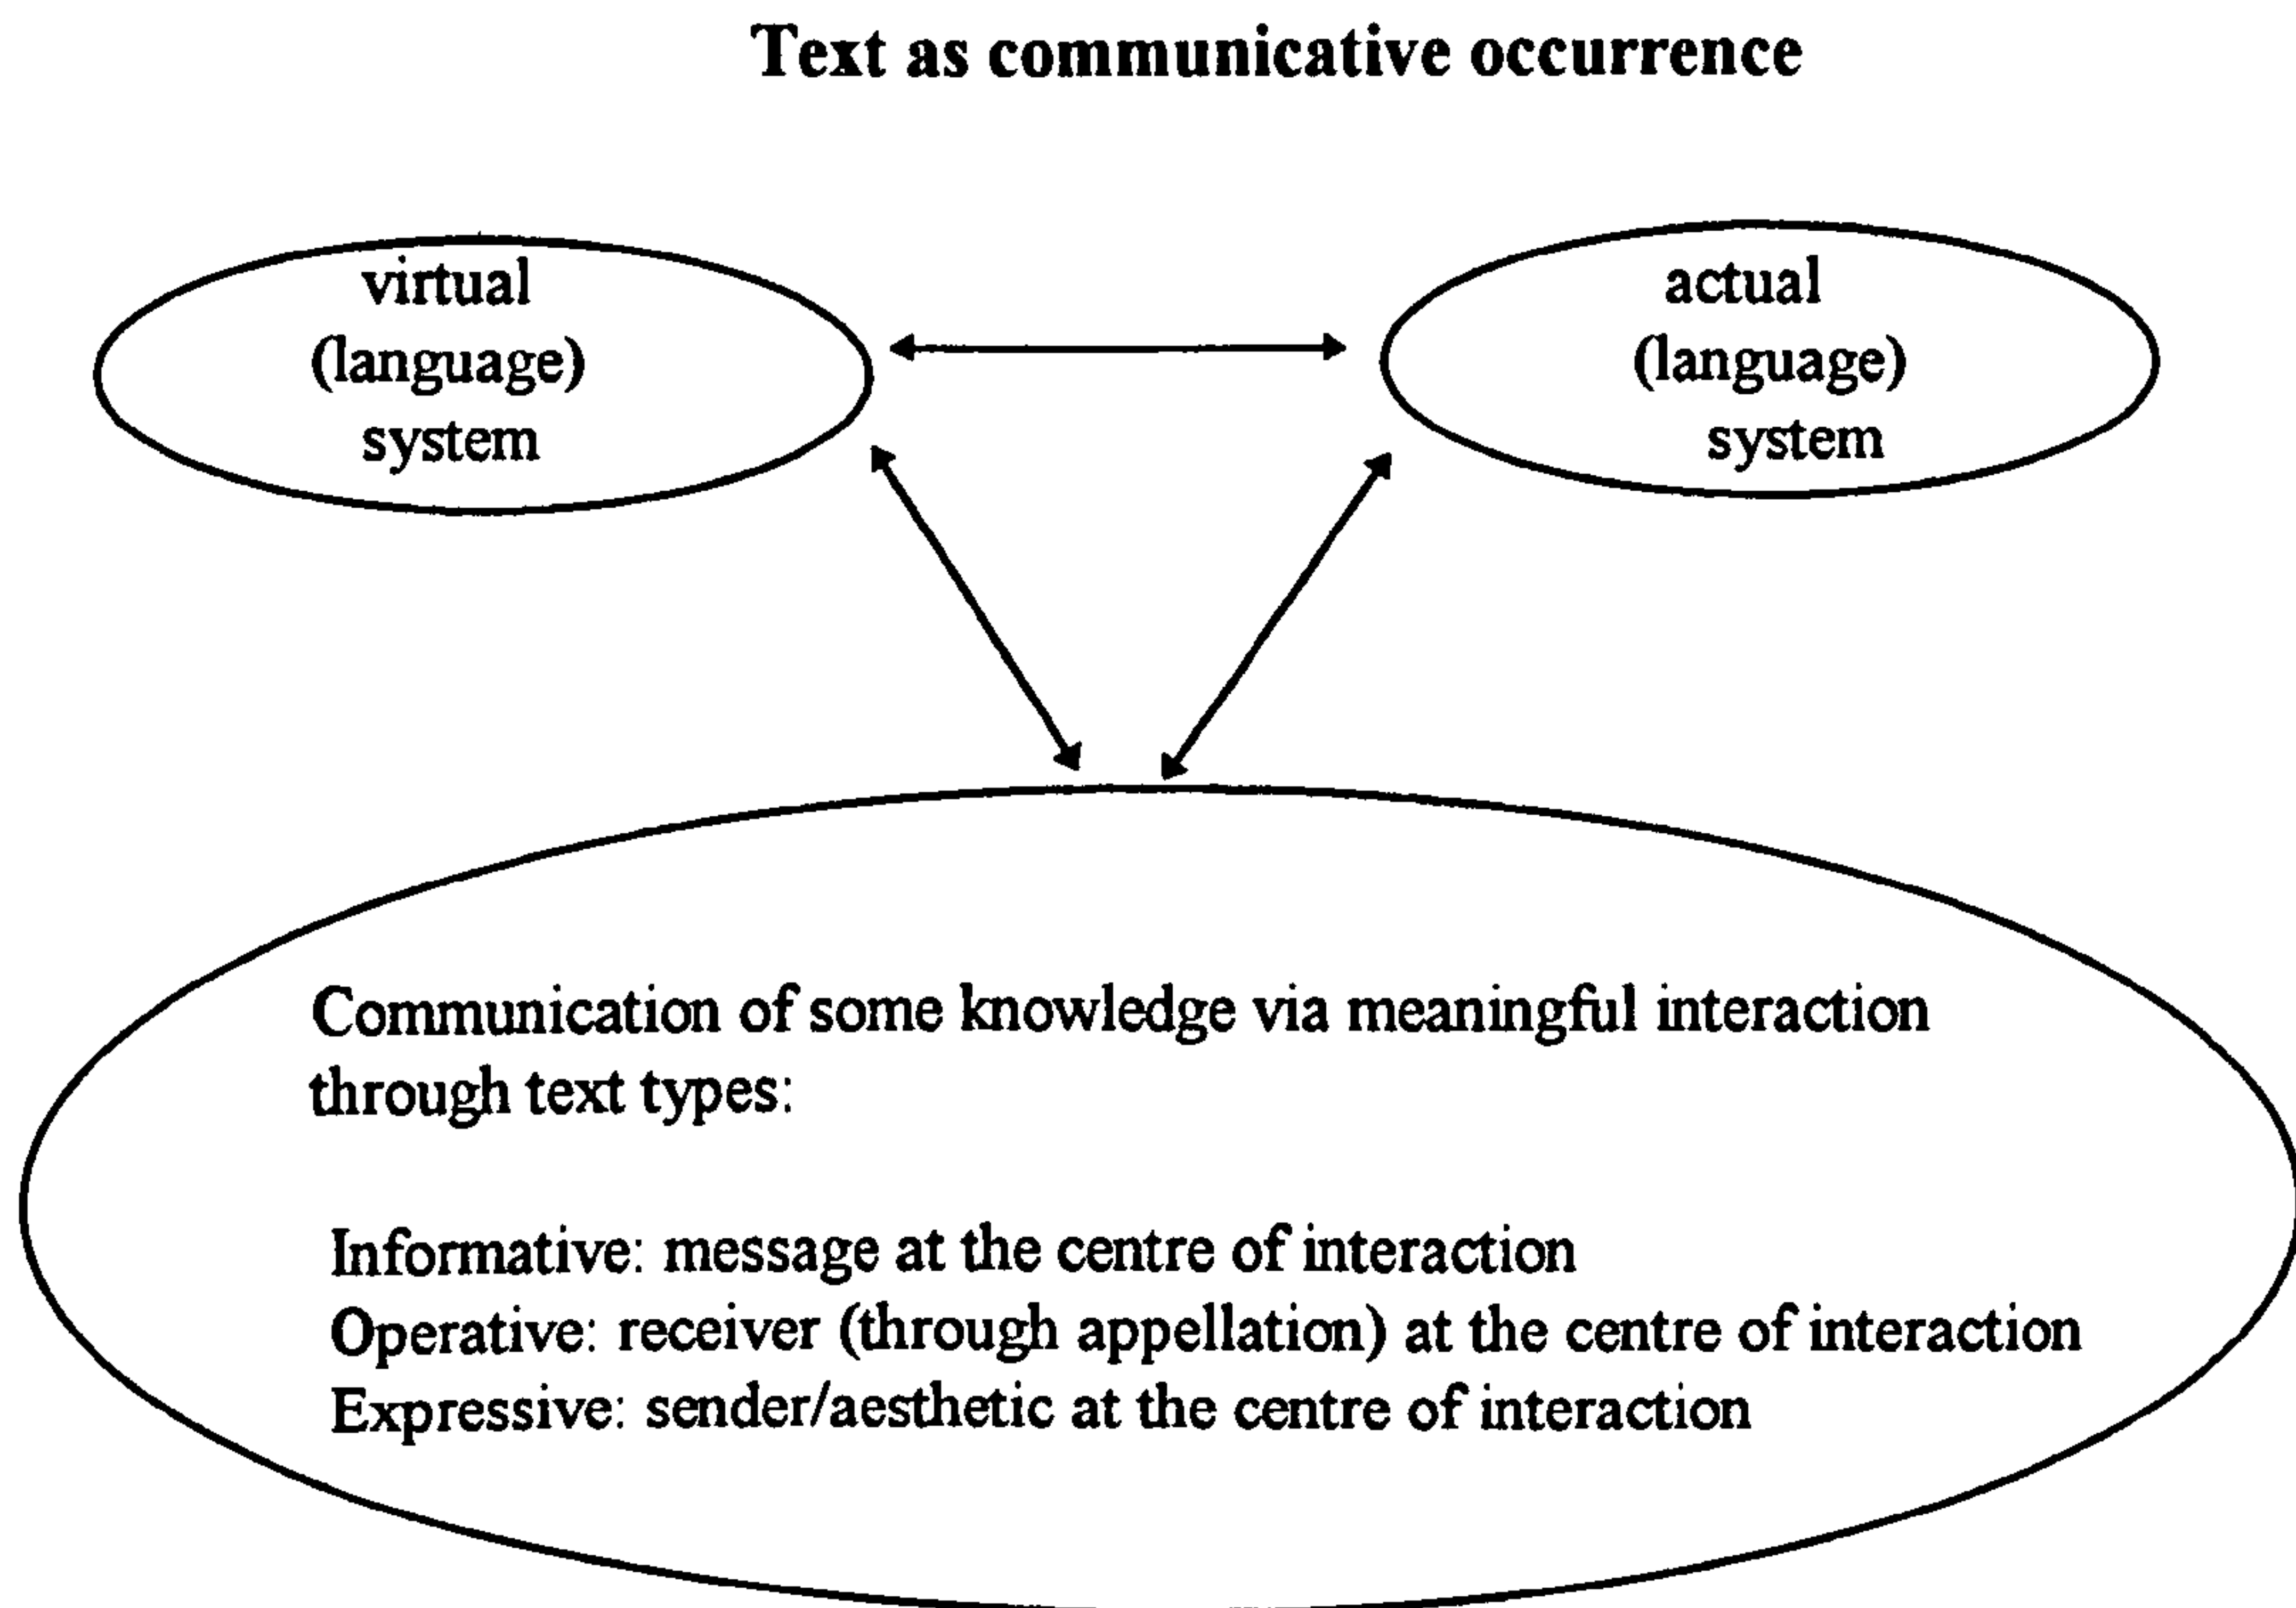 Text as communicative occurrence
virtual
(language)
system
actual
(language)
system
Communication of some knowledge via meaningful interaction
through text types:
Informative: message at the centre of interaction
Operative: receiver (through appellation) at the centre of interaction
Expressive: sender/aesthetic at the centre of interaction